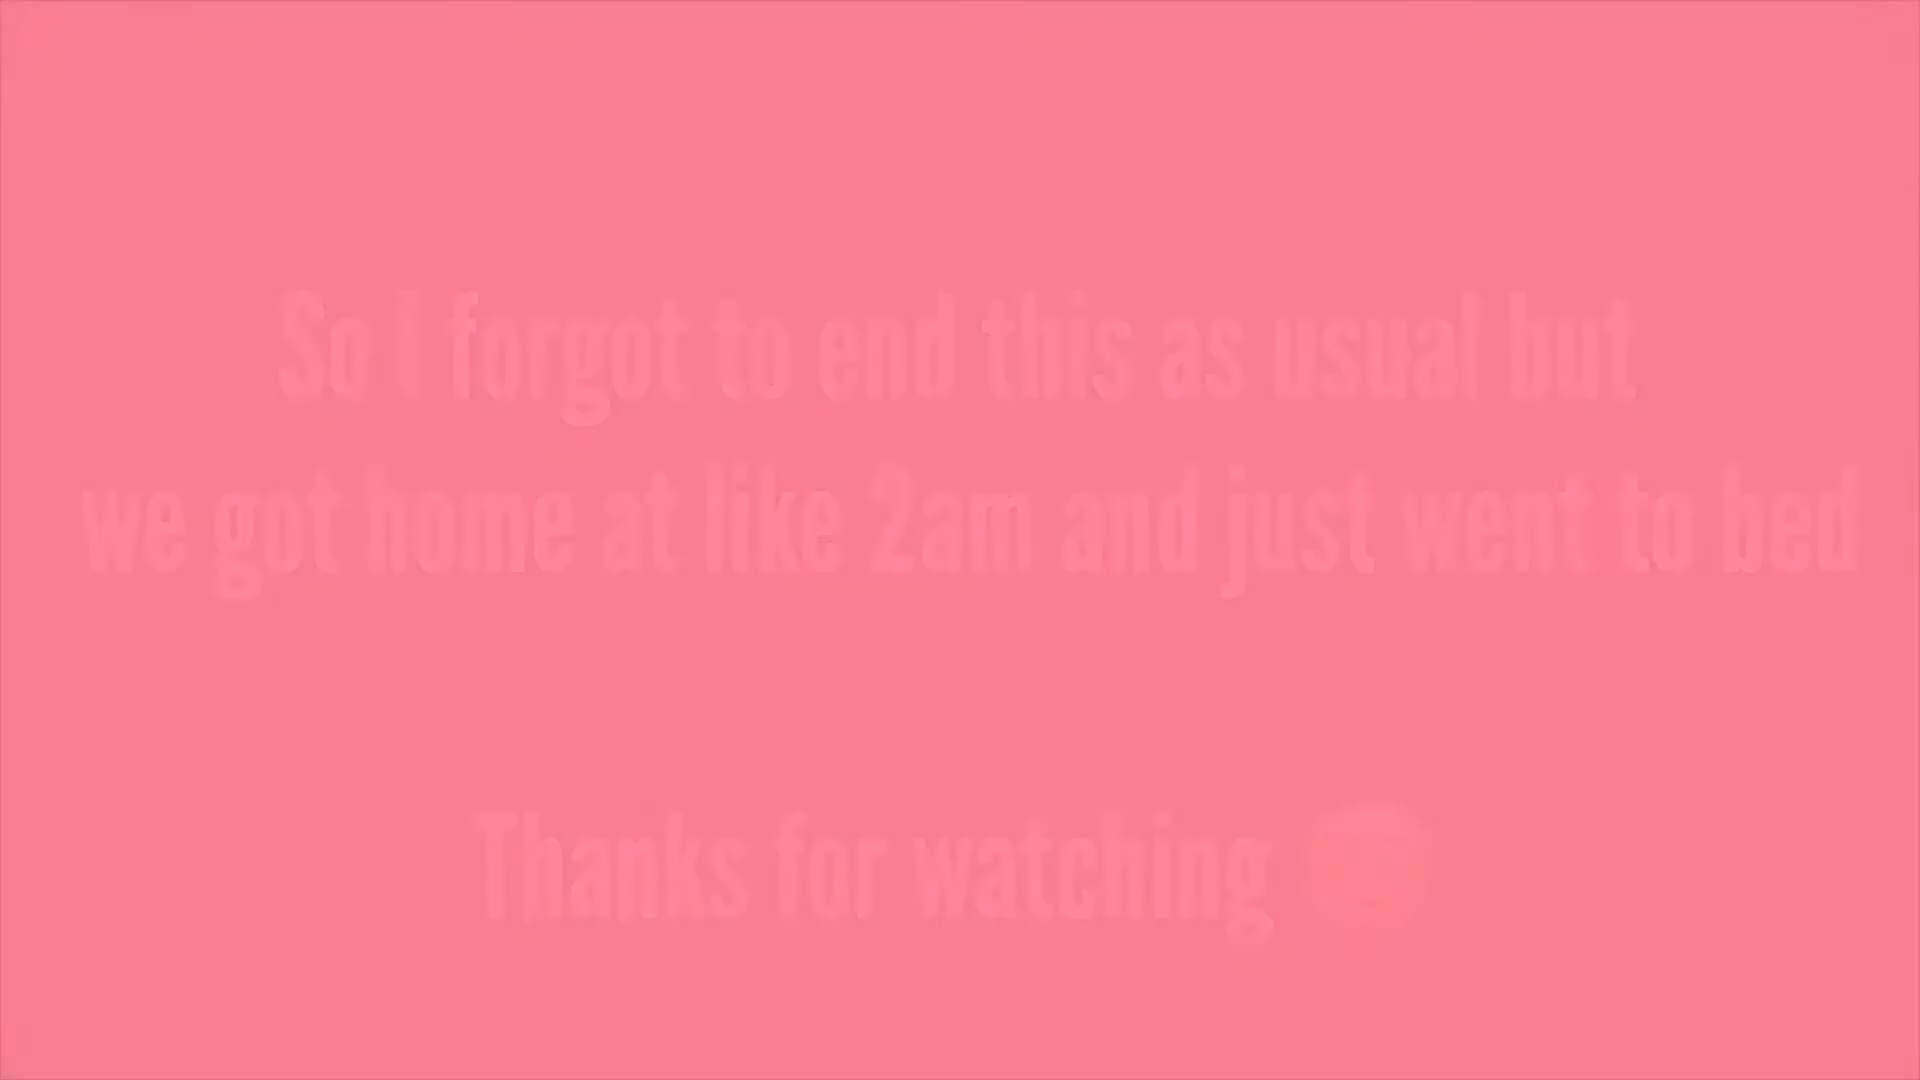 So I forgot to end this as usual but
we got home at like 2am and just went to bed
Thanks for watching